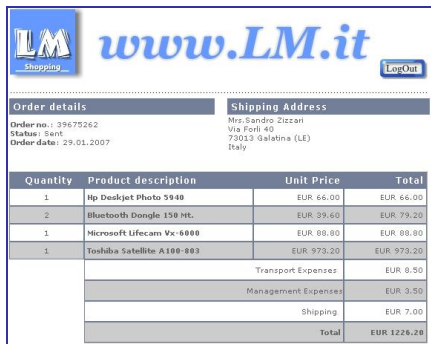 LM
www.LM.it
Shopping
LogOut
Order details
Order no.: 39675262
Status: Sent
Order date: 29.01.2007
Shipping Address
Mrs.Sandro Zizzari
Via Forlì 40
73013 Galatina (LE)
Italy
Quantity Product description Unit Price Total
1 Hp Deskjet Photo 5940 EUR 66.00 EUR 66.00
2 Bluetooth Dongle 150 Mt. EUR 39.60 EUR 79.20
1 Microsoft Lifecam Vx-6000 EUR 88.80 EUR 88.80
1 Toshiba Satellite A100-803 EUR 973.20 EUR 973.20
Transport Expenses EUR 8.50
Management Expenses EUR 3.50
Shipping EUR 7.00
Total EUR 1226.20